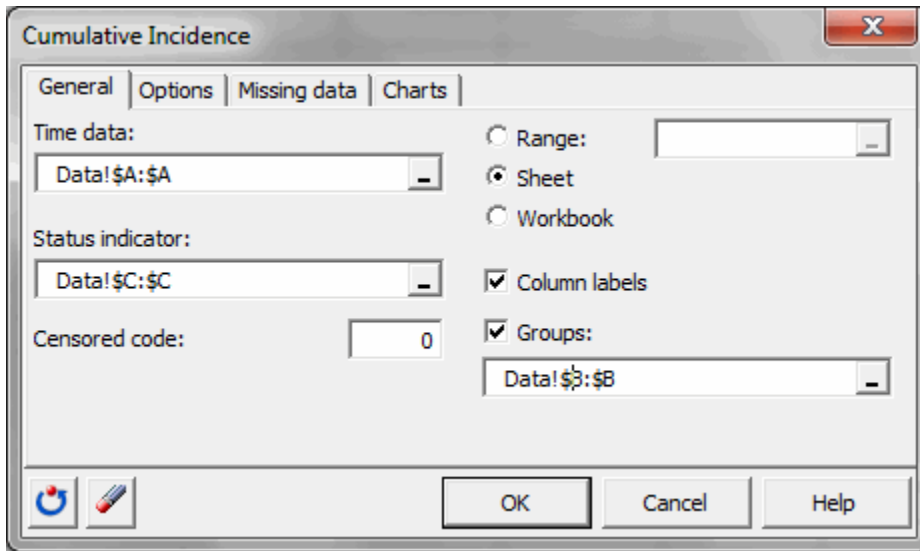 Cumulative Incidence
General Options Missing data Charts
Time data:
Data!$A:$A
Range:
Sheet
Workbook
Status indicator:
Data!$C:$C
Column labels
Censored code: 0
Groups:
Data!$B:$B
OK Cancel Help